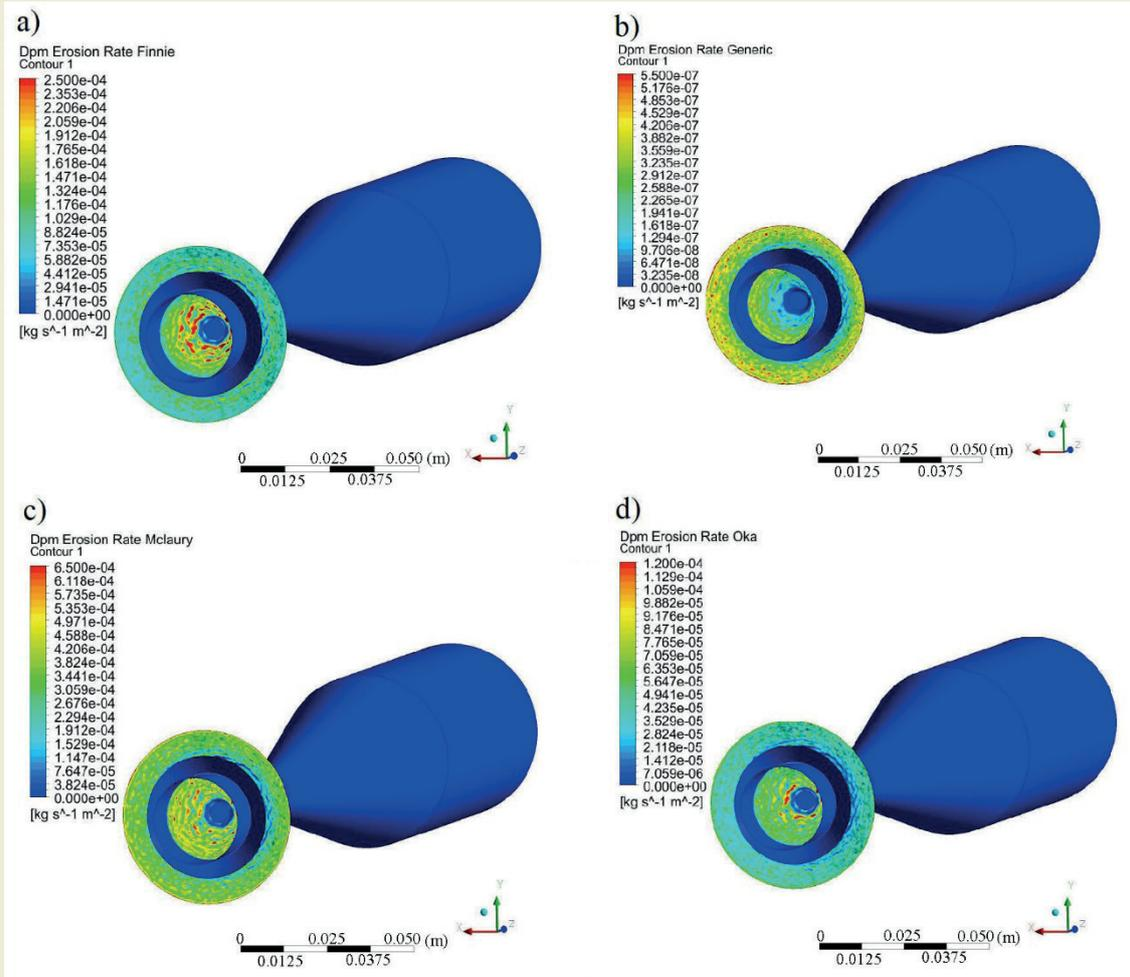 a)
Dpm Erosion Rate Finnie
Contour 1
2.500e-04
2.353e-04
2.206e-04
2.059e-04
1.912e-04
1.765e-04
1.618e-04
1.471e-04
1.324e-04
1.176e-04
1.029e-04
8.824e-05
7.353e-05
5.882e-05
4.412e-05
2.941e-05
1.471e-05
0.000e+00
[kg s^-1 m^-2]
0 0.025 0.050 (m)
0.0125 0.0375
Y
X Z
b)
Dpm Erosion Rate Generic
Contour 1
5.500e-07
5.176e-07
4.853e-07
4.529e-07
4.206e-07
3.882e-07
3.559e-07
3.235e-07
2.912e-07
2.588e-07
2.265e-07
1.941e-07
1.618e-07
1.294e-07
9.706e-08
6.471e-08
3.235e-08
0.000e+00
[kg s^-1 m^-2]
0 0.025 0.050 (m)
0.0125 0.0375
Y
X Z
c)
Dpm Erosion Rate Mclaury
Contour 1
6.500e-04
6.118e-04
5.735e-04
5.353e-04
4.971e-04
4.588e-04
4.206e-04
3.824e-04
3.441e-04
3.059e-04
2.676e-04
2.294e-04
1.912e-04
1.529e-04
1.147e-04
7.647e-05
3.824e-05
0.000e+00
[kg s^-1 m^-2]
0 0.025 0.050 (m)
0.0125 0.0375
Y
X Z
d)
Dpm Erosion Rate Oka
Contour 1
1.200e-04
1.129e-04
1.059e-04
9.882e-05
9.176e-05
8.471e-05
7.765e-05
7.059e-05
6.353e-05
5.647e-05
4.941e-05
4.235e-05
3.529e-05
2.824e-05
2.118e-05
1.412e-05
7.059e-06
0.000e+00
[kg s^-1 m^-2]
0 0.025 0.050 (m)
0.0125 0.0375
Y
X Z